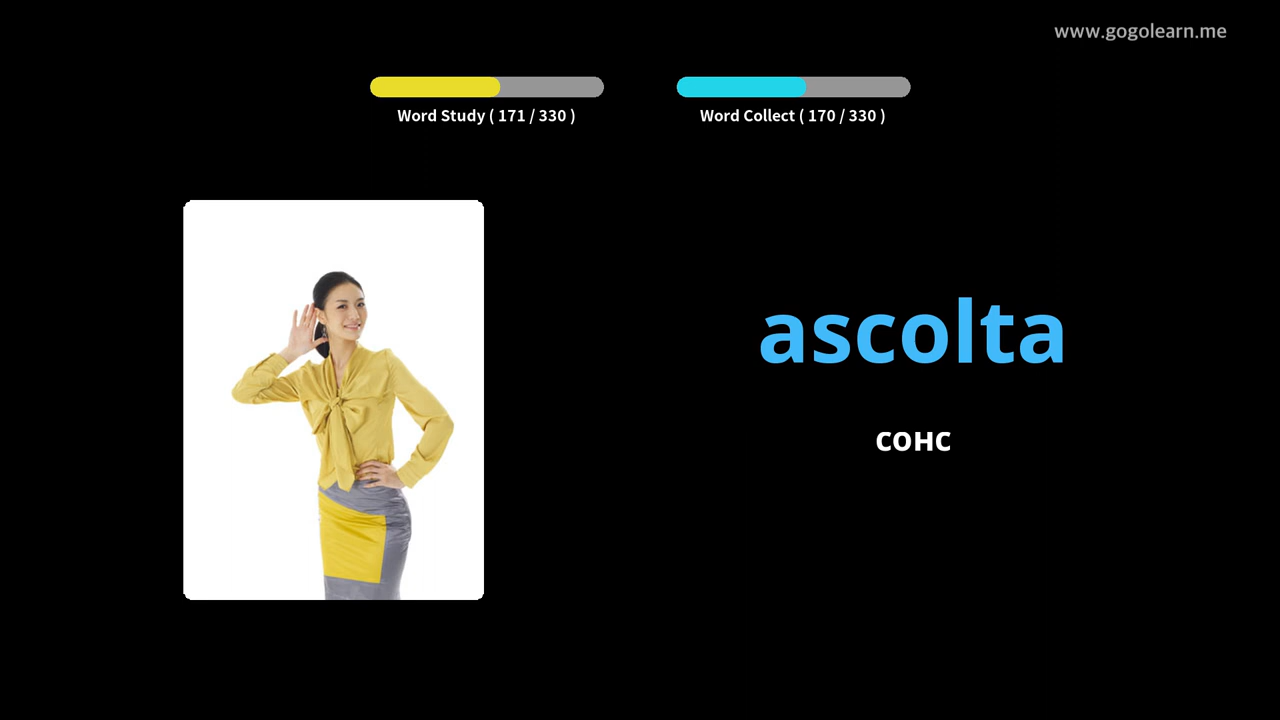 www.gogolearn.me
Word Study ( 171 / 330 )
Word Collect ( 170 / 330 )
ascolta
сонс